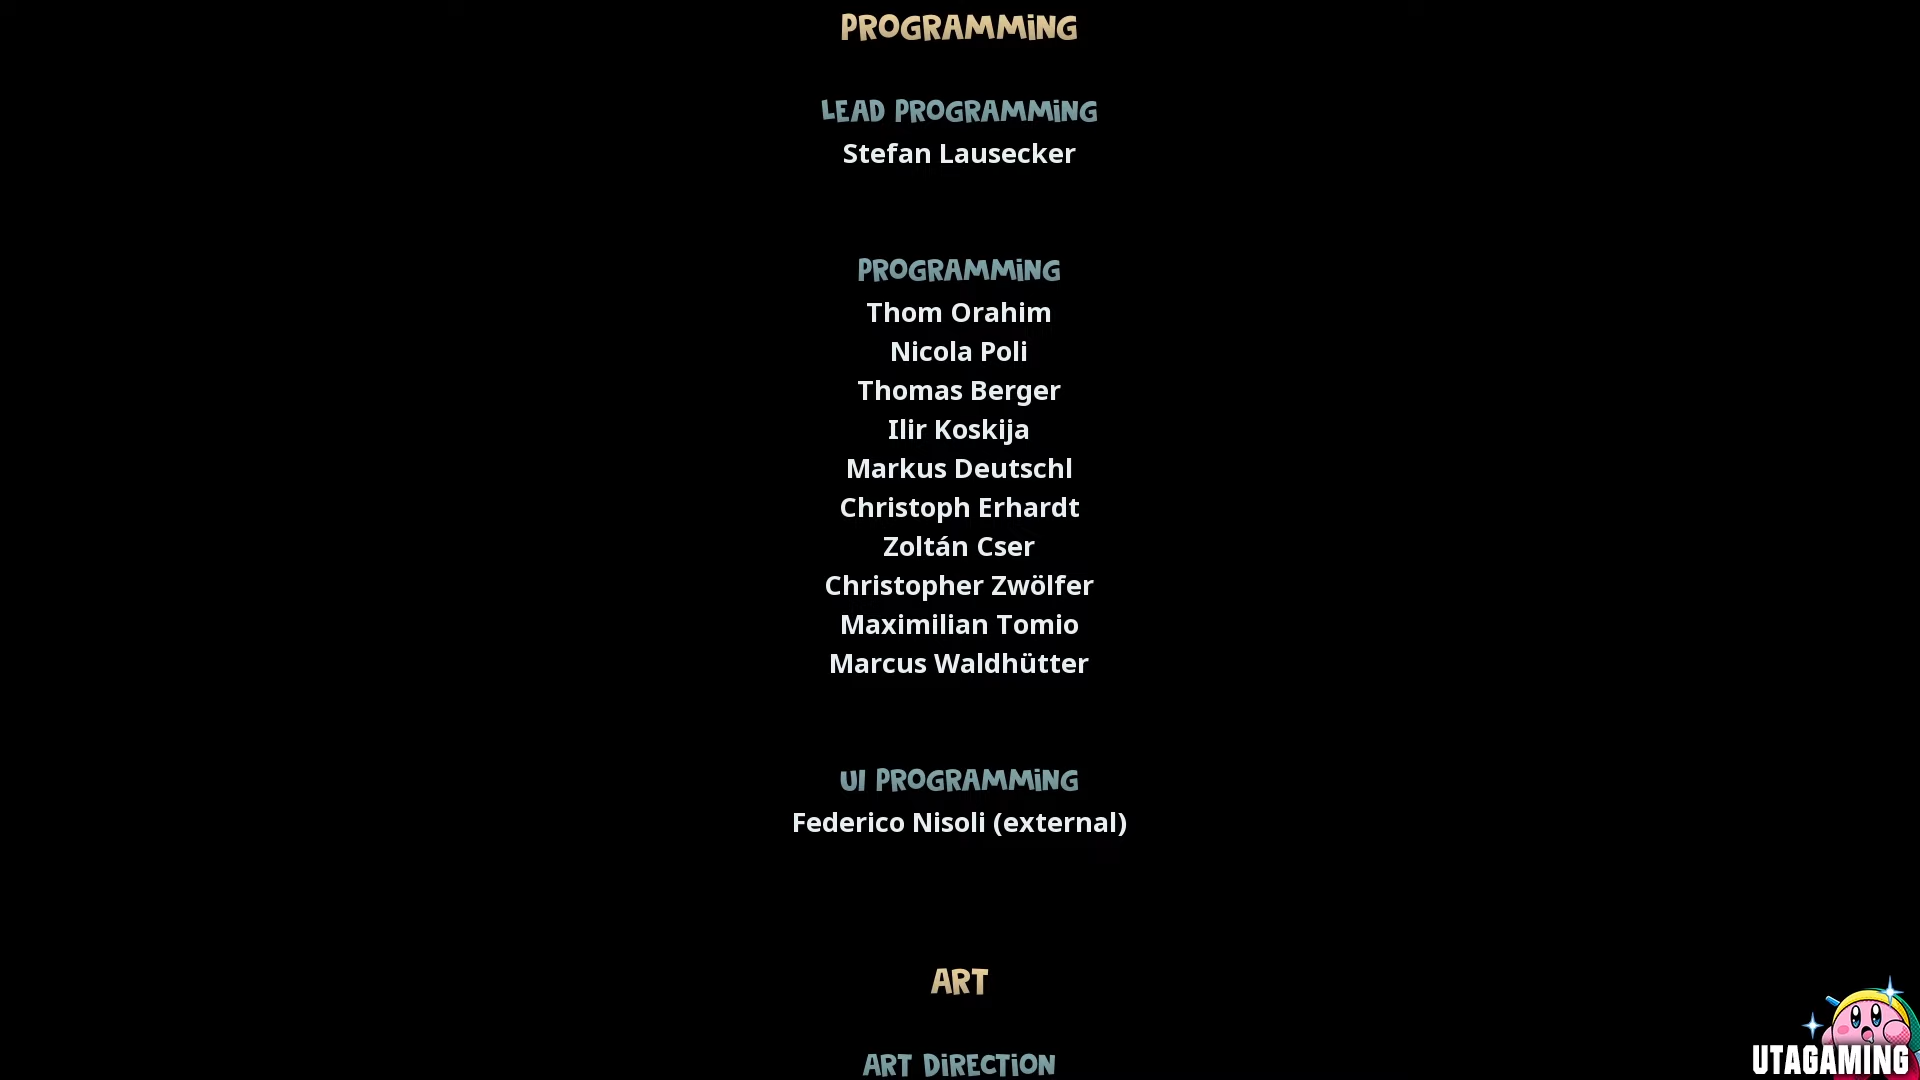 PROGRAMMiNG
LEAD PROGRAMMiNG
Stefan Lausecker
PROGRAMMiNG
Thom Orahim
Nicola Poli
Thomas Berger
Ilir Koskija
Markus Deutschl
Christoph Erhardt
Zoltán Cser
Christopher Zwölfer
Maximilian Tomio
Marcus Waldhütter
UI PROGRAMMiNG
Federico Nisoli (external)
ART
ART DiRECTiON
UTAGAMING